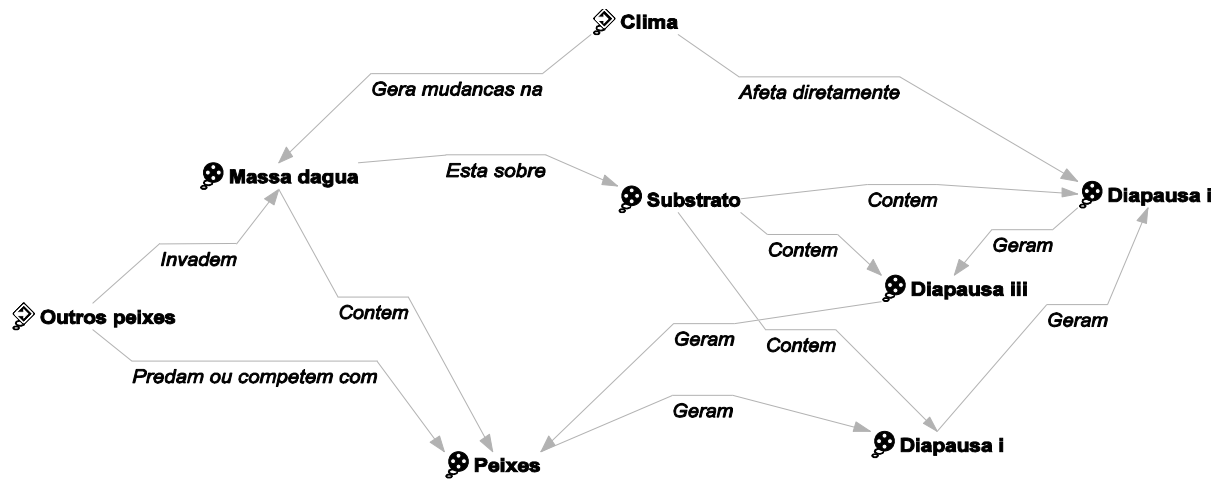 Clima
Gera mudancas na
Afeta diretamente
Massa dagua
Esta sobre
Substrato
Contem
Diapausa i
Invadem
Contem
Geram
Diapausa iii
Outros peixes
Contem
Geram
Contem
Geram
Predam ou competem com
Geram
Peixes
Diapausa i